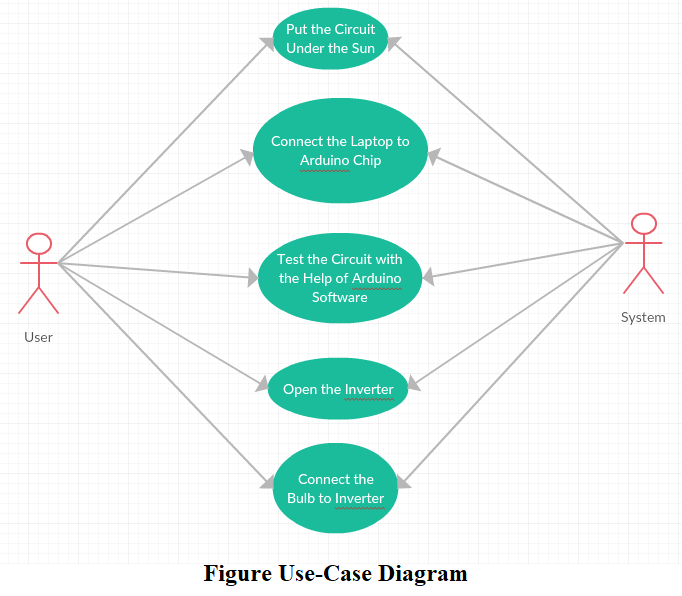 Put the Circuit
Under the Sun
Connect the Laptop to
Arduino Chip
Test the Circuit with
the Help of Arduino
Software
User
System
Open the Inverter
Connect the
Bulb to Inverter
Figure Use-Case Diagram